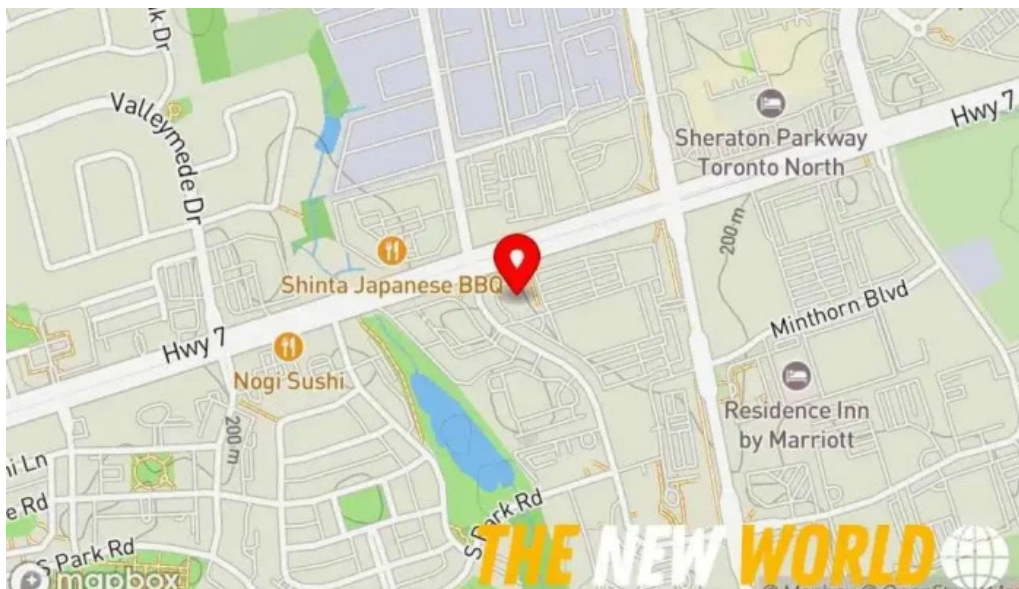 k Dr
Hwy 7
Valleymede Dr
Sheraton Parkway
Toronto North
200 m
Shinta Japanese BBQ
Minthorn Blvd
Hwy 7
Nogi Sushi
Residence Inn
by Marriott
200 m
i Ln
e Rd
S Park Rd
S Park Rd
THE NEW WORLD
mapbox